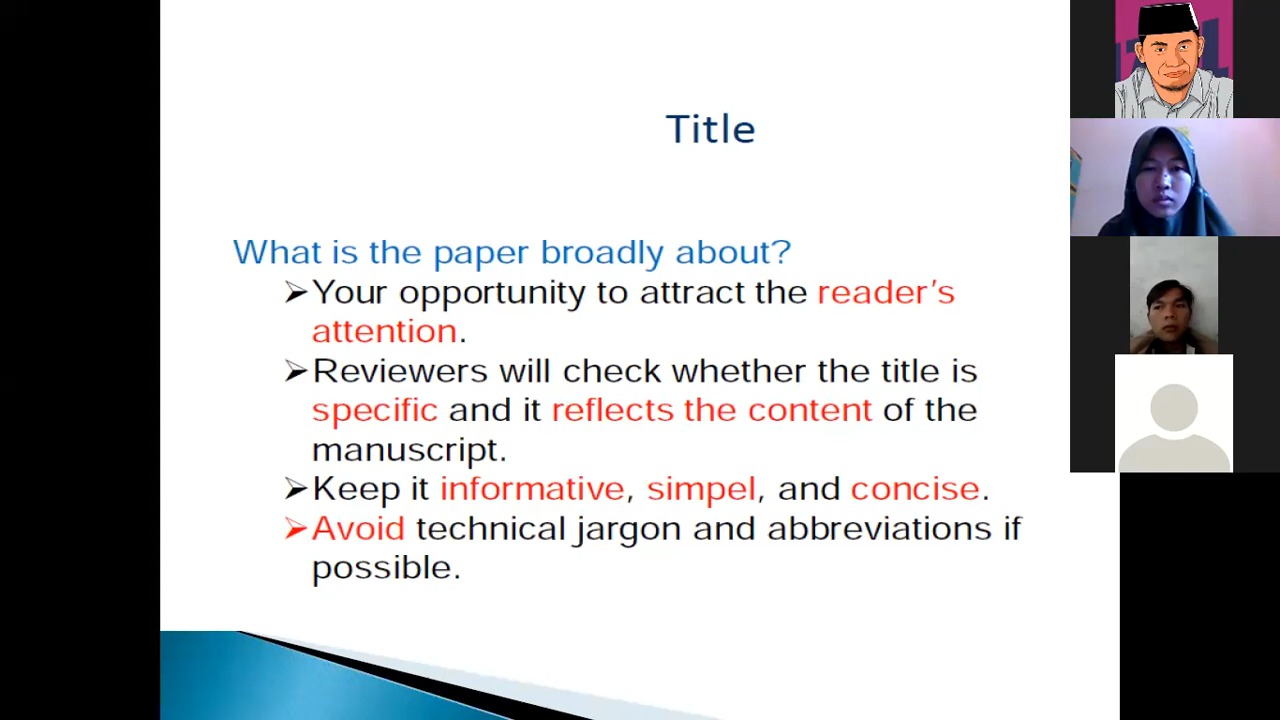 Title
What is the paper broadly about?
➢Your opportunity to attract the reader's
attention.
➢Reviewers will check whether the title is
specific and it reflects the content of the
manuscript.
➢Keep it informative, simpel, and concise.
➢Avoid technical jargon and abbreviations if
possible.